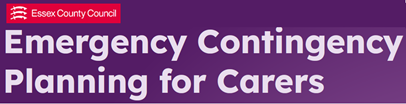 Essex County Council
Emergency Contingency
Planning for Carers